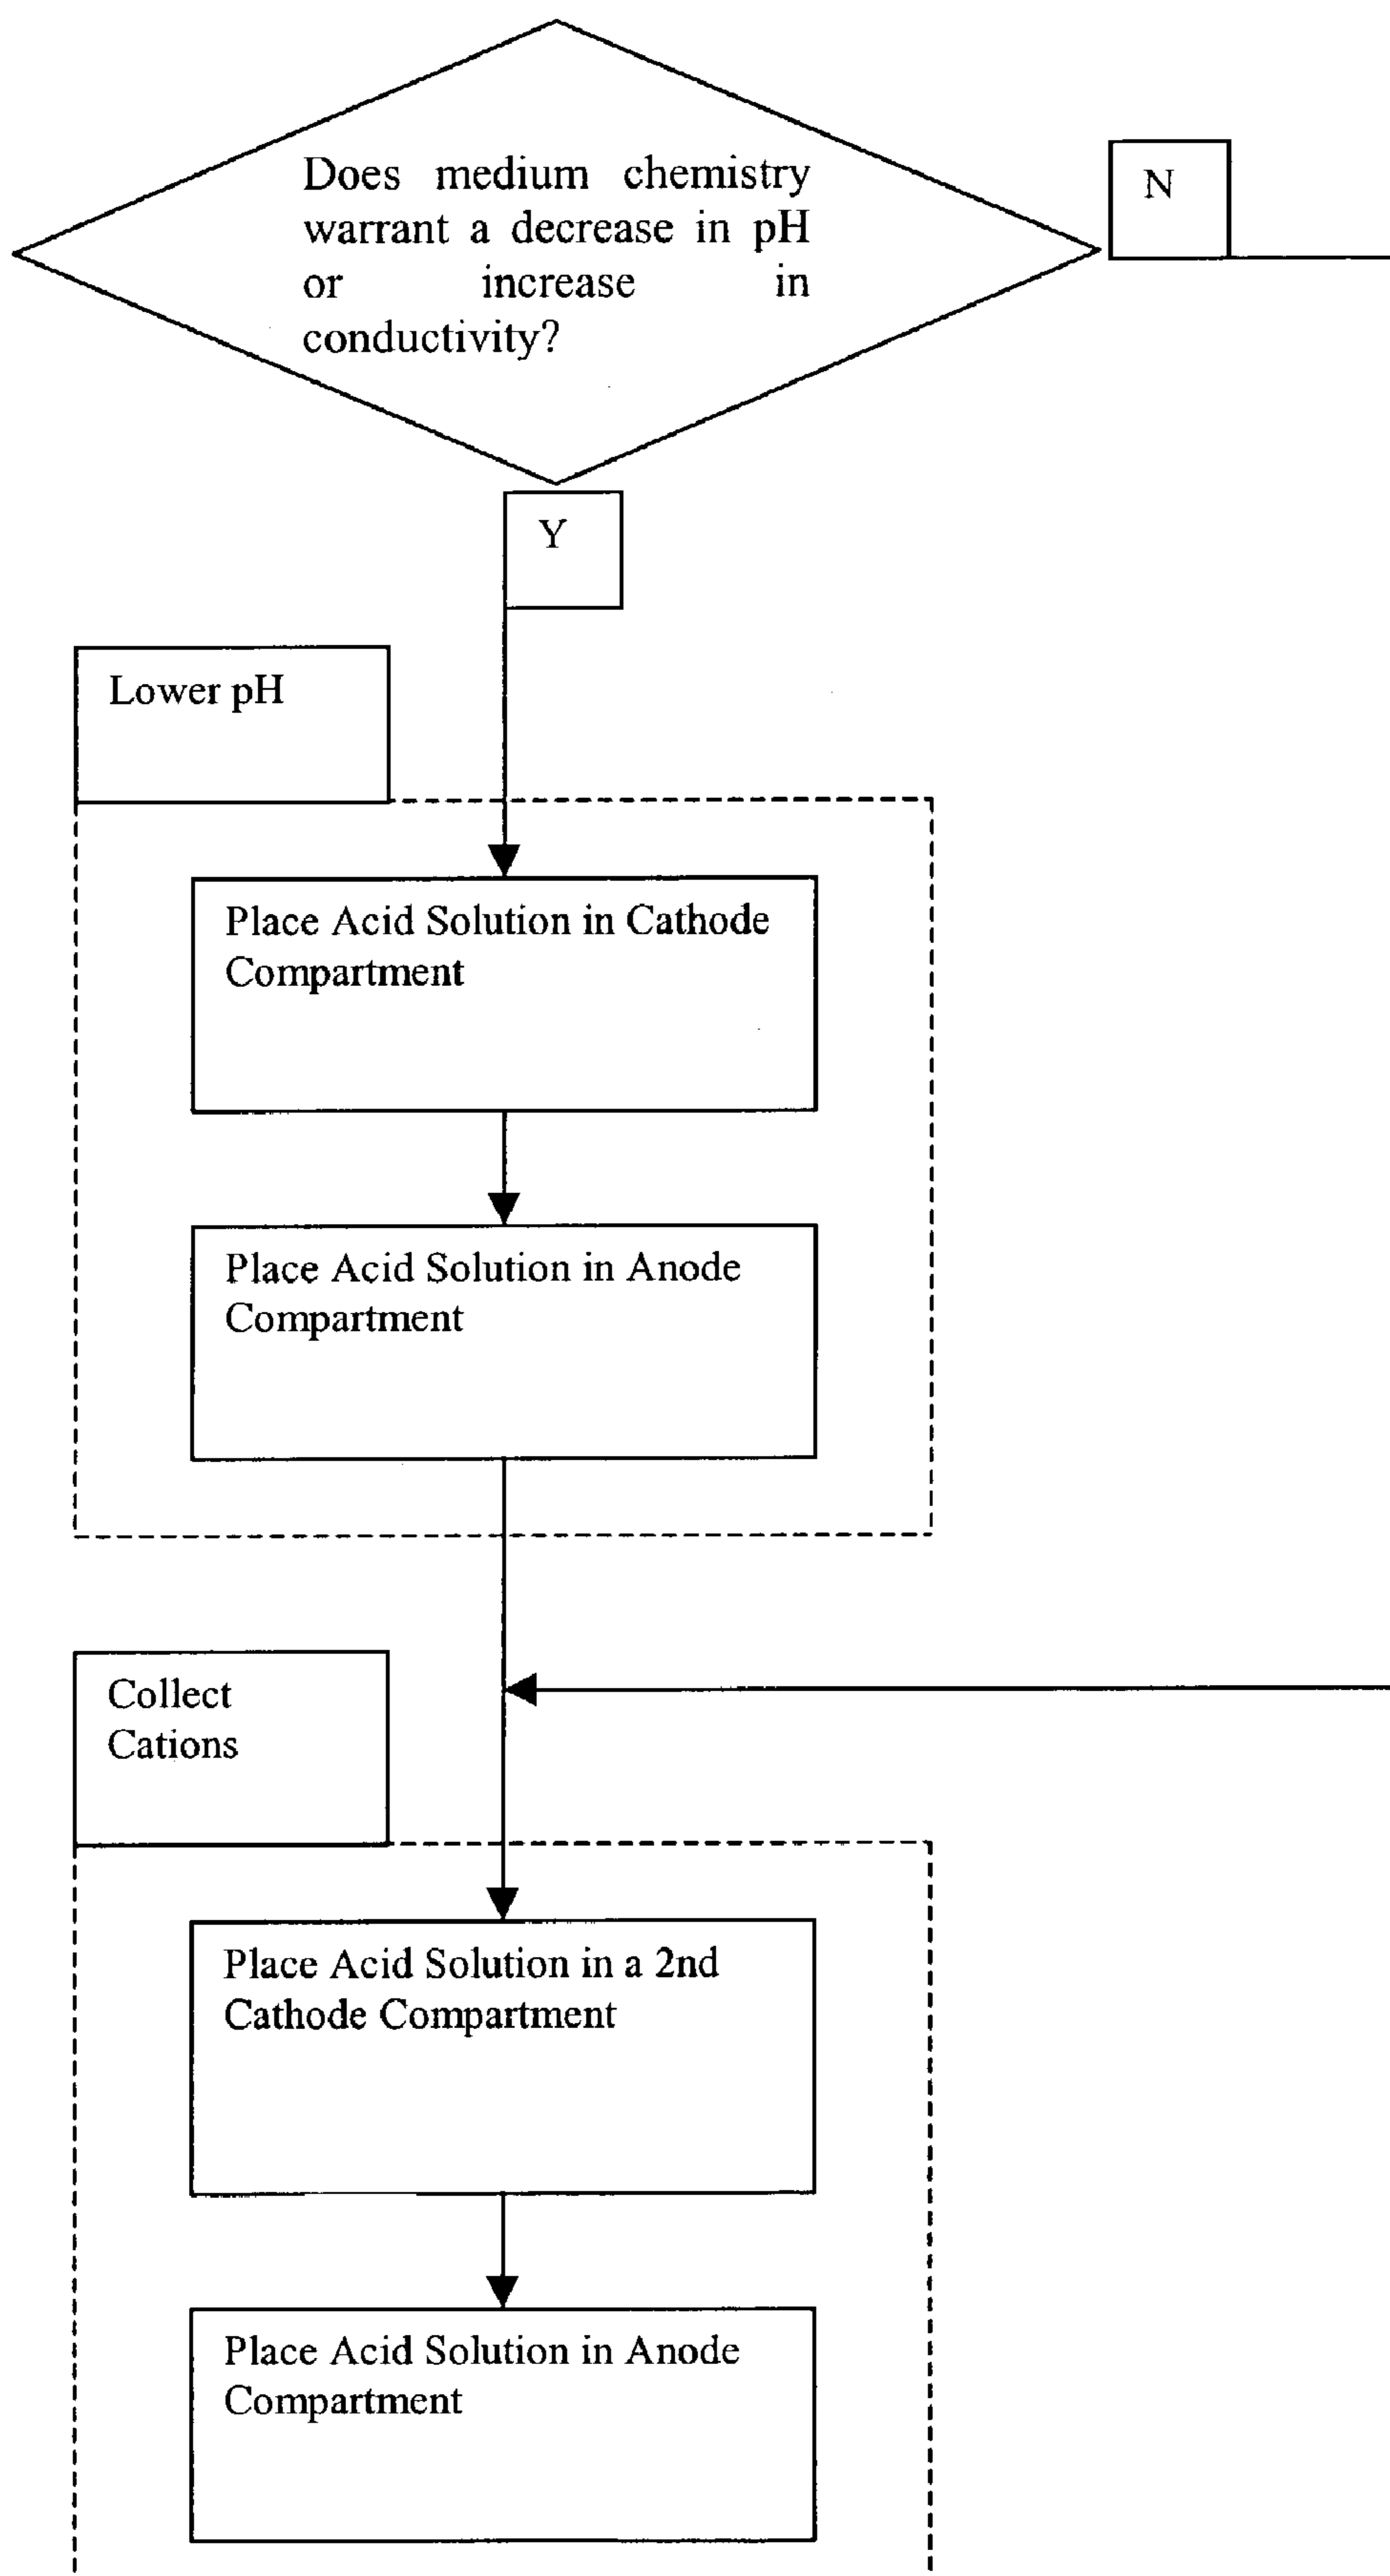 Does medium chemistry
warrant a decrease in pH
or increase in
conductivity?
N
Y
Lower pH
Place Acid Solution in Cathode
Compartment
Place Acid Solution in Anode
Compartment
Collect
Cations
Place Acid Solution in a 2nd
Cathode Compartment
Place Acid Solution in Anode
Compartment